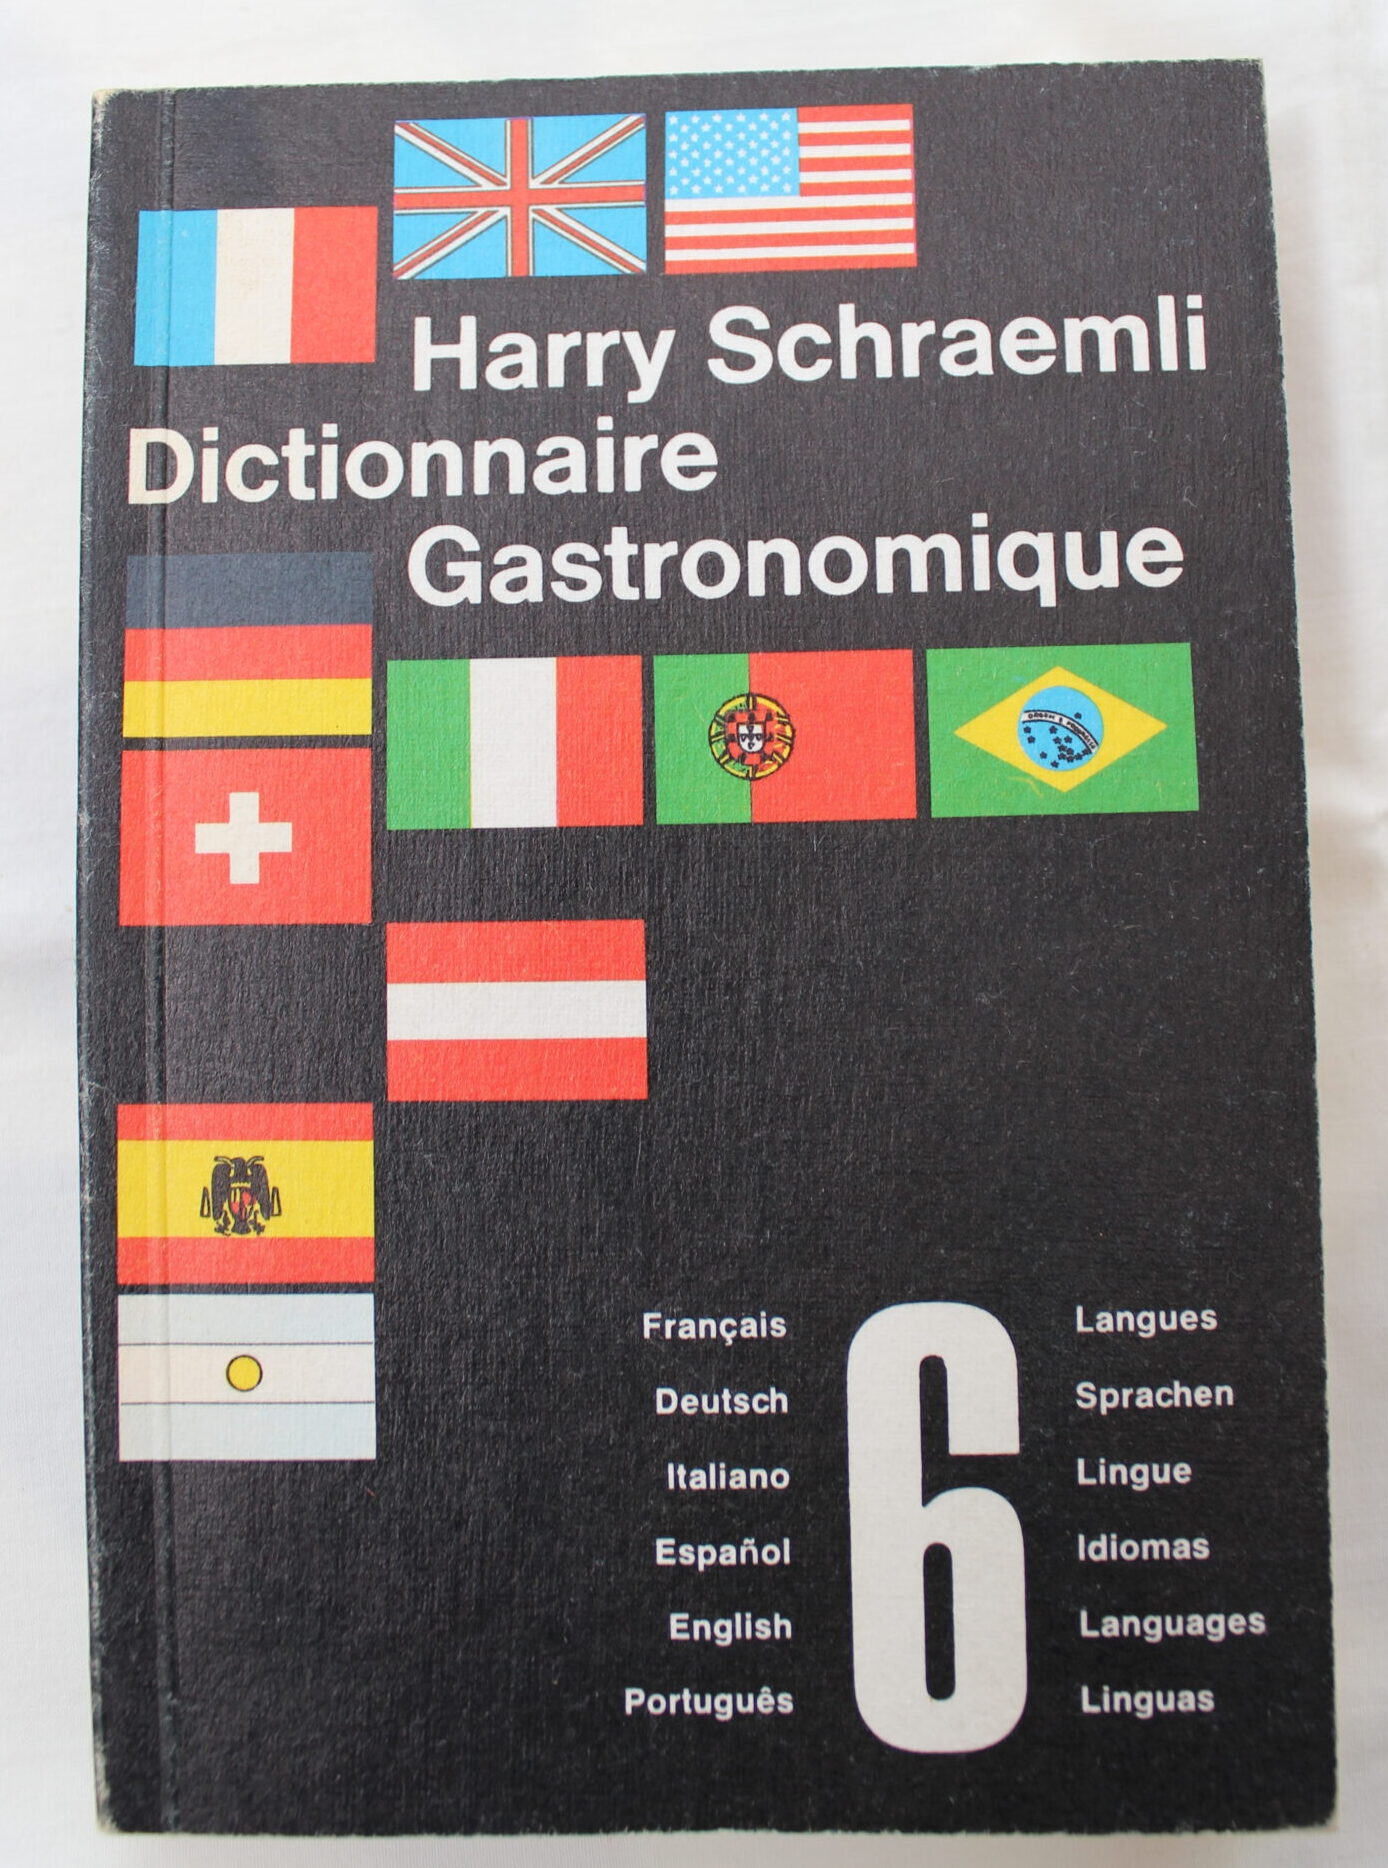 Harry Schraemli
Dictionnaire
Gastronomique
Français 6 Langues
Deutsch Sprachen
Italiano Lingue
Español Idiomas
English Languages
Português Linguas